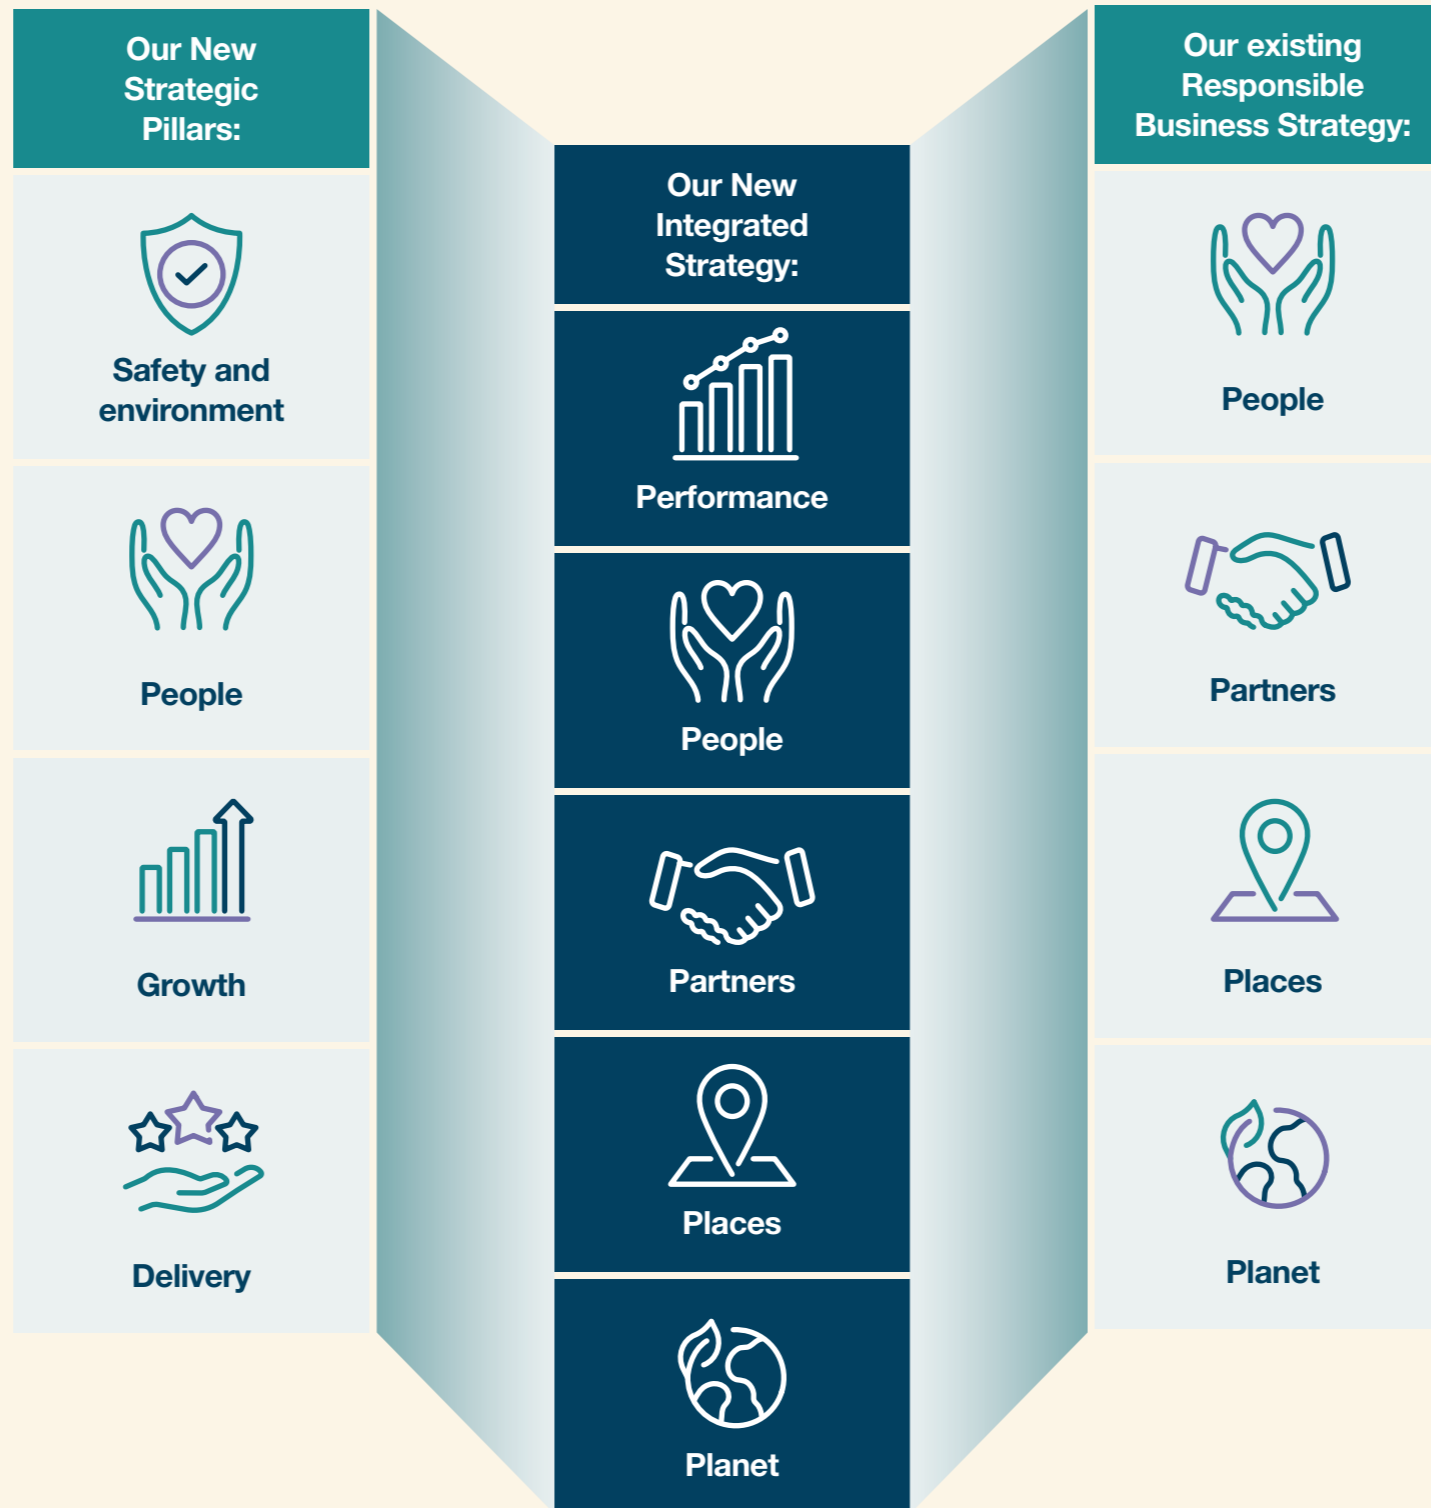 Our New
Strategic
Pillars:
Safety and
environment
People
Growth
Delivery
Our New
Integrated
Strategy:
Performance
People
Partners
Places
Planet
Our existing
Responsible
Business Strategy:
People
Partners
Places
Planet